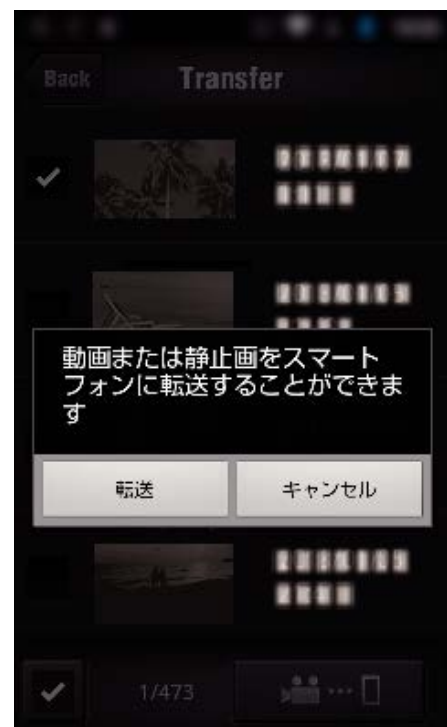 Back
Transfer
動画または静止画をスマート
フォンに転送することができま
す
転送
キャンセル
1/473